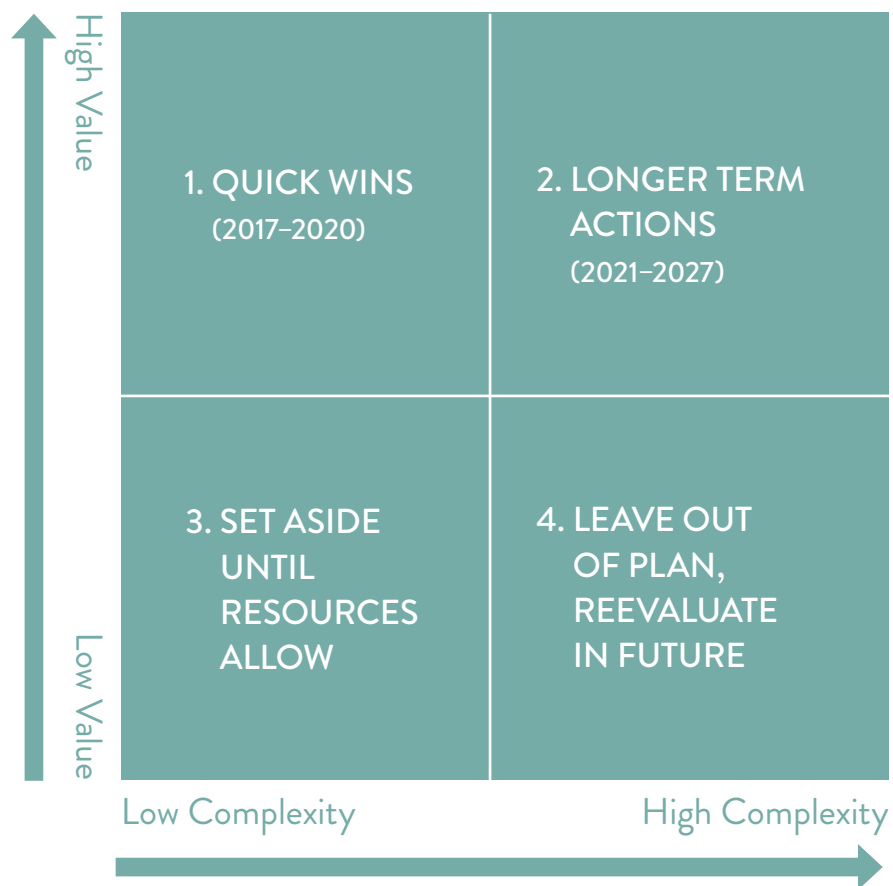 High Value
1. QUICK WINS
(2017–2020)
2. LONGER TERM
ACTIONS
(2021–2027)
3. SET ASIDE
UNTIL
RESOURCES
ALLOW
4. LEAVE OUT
OF PLAN,
REEVALUATE
IN FUTURE
Low Value
Low Complexity
High Complexity